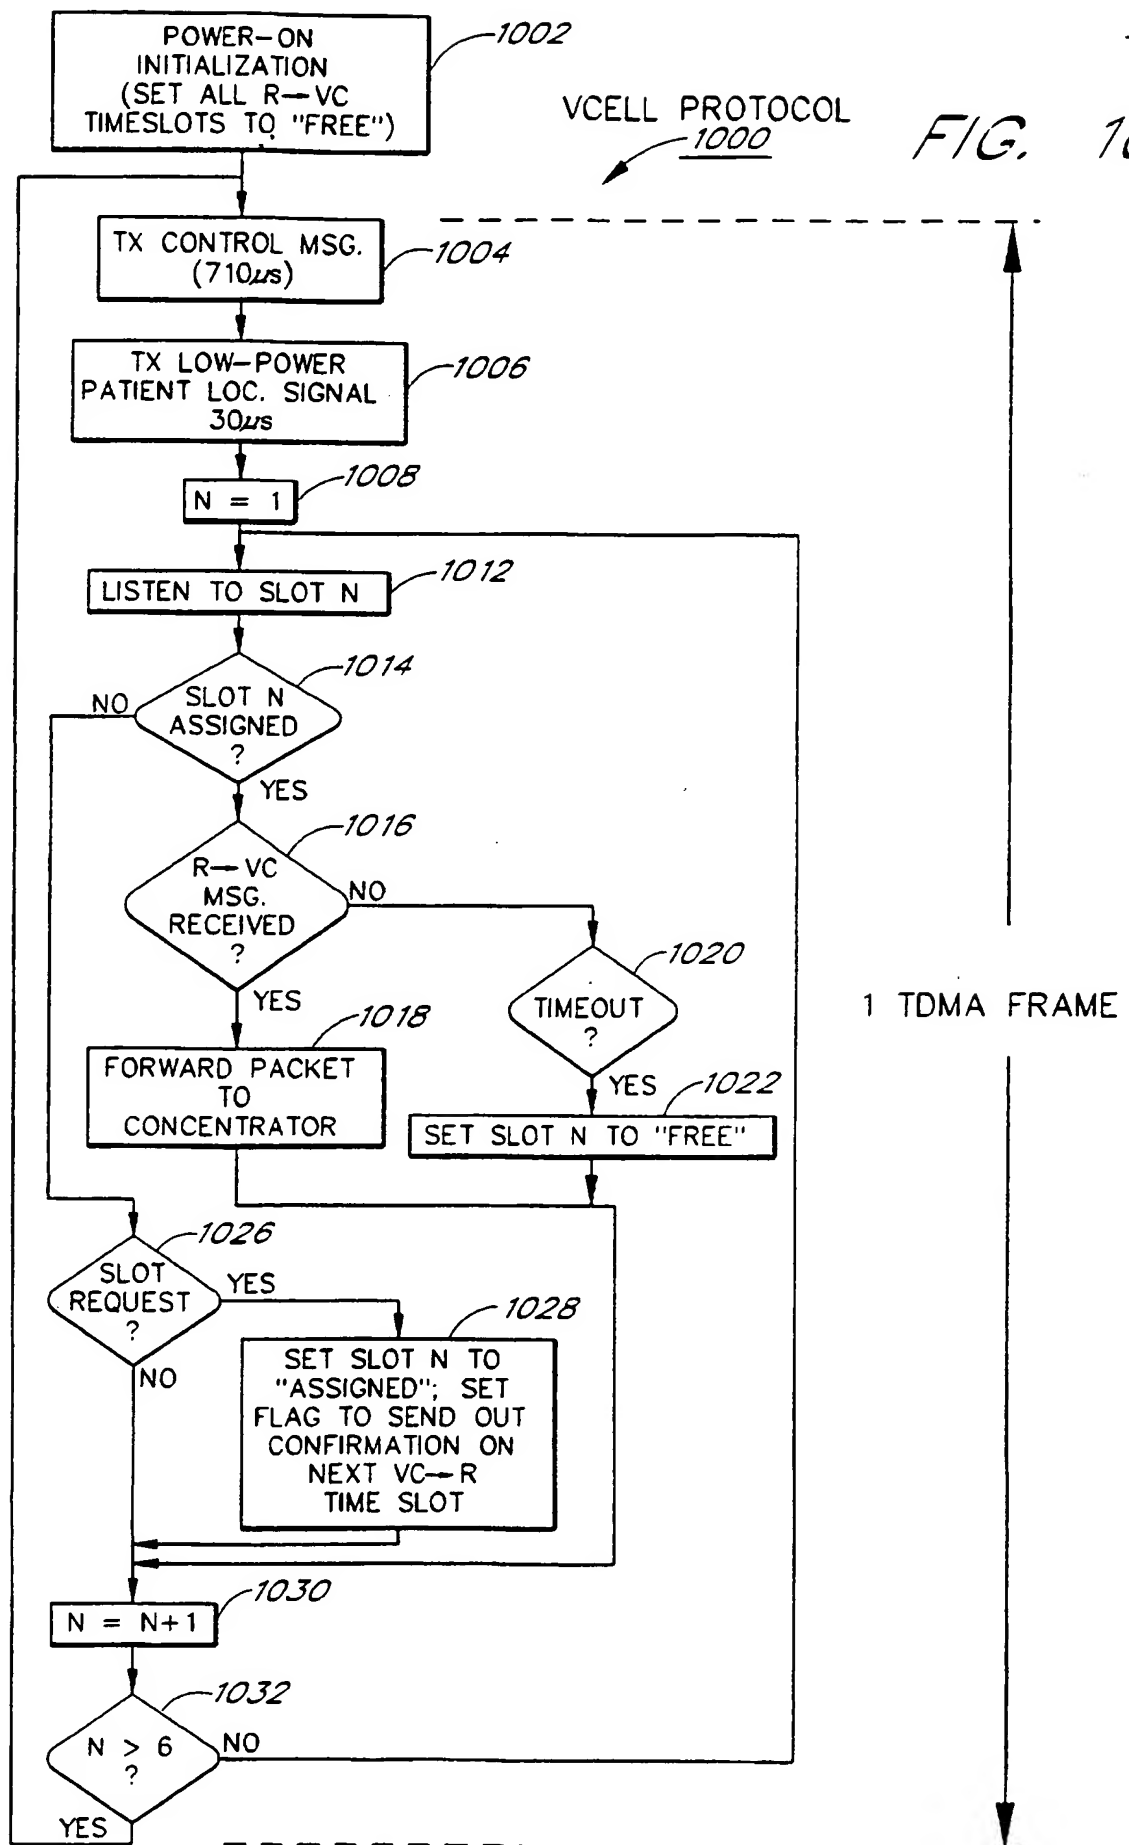 POWER-ON
INITIALIZATION
(SET ALL R→VC
TIMESLOTS TO "FREE")
1002
VCELL PROTOCOL
1000
FIG.
TX CONTROL MSG.
(710μs)
1004
TX LOW-POWER
PATIENT LOC. SIGNAL
30μs
1006
N = 1
1008
LISTEN TO SLOT N
1012
SLOT N
ASSIGNED
?
1014
NO
YES
R→VC
MSG.
RECEIVED
?
1016
NO
YES
TIMEOUT
?
1020
YES
1 TDMA FRAME
FORWARD PACKET
TO
CONCENTRATOR
1018
SET SLOT N TO "FREE"
1022
SLOT
REQUEST
?
1026
YES
NO
SET SLOT N TO
"ASSIGNED"; SET
FLAG TO SEND OUT
CONFIRMATION ON
NEXT VC→R
TIME SLOT
1028
N = N+1
1030
N > 6
?
1032
NO
YES